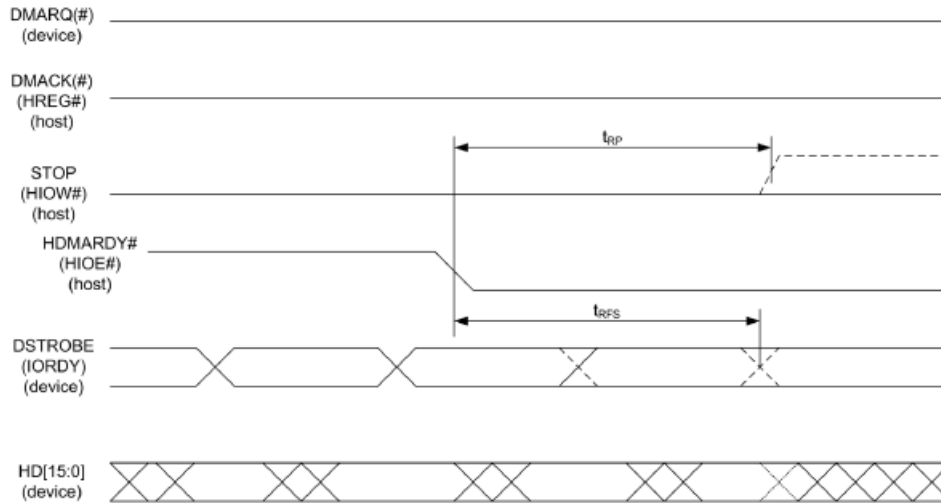 DMARQ(#)
(device)
DMACK(#)
(HREG#)
(host)
tRP
STOP
(HIOW#)
(host)
HDMARDY#
(HIOE#)
(host)
tRFS
DSTROBE
(IORDY)
(device)
HD[15:0]
(device)